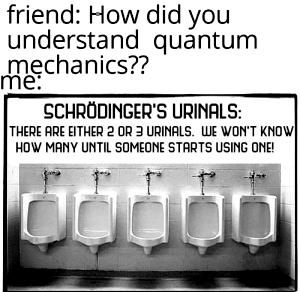 friend: How did you
understand quantum
mechanics??
me:
SCHRÖDINGER'S URINALS:
THERE ARE EITHER 2 OR 3 URINALS. WE WON'T KNOW
HOW MANY UNTIL SOMEONE STARTS USING ONE!